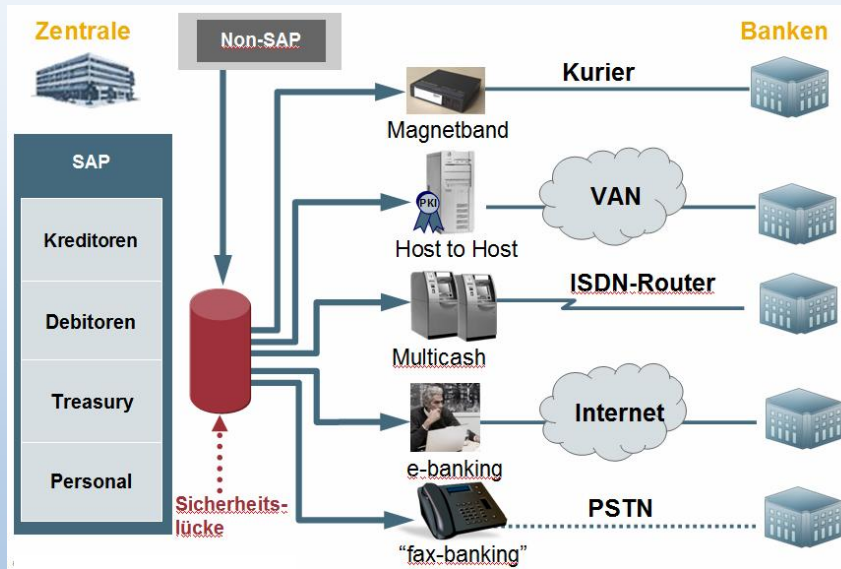 Zentrale
Non-SAP
Banken
SAP
Kreditoren
Debitoren
Treasury
Personal
Sicherheits-
lücke
Magnetband
Kurier
PKI
Host to Host
VAN
Multicash
ISDN-Router
e-banking
Internet
“fax-banking”
PSTN